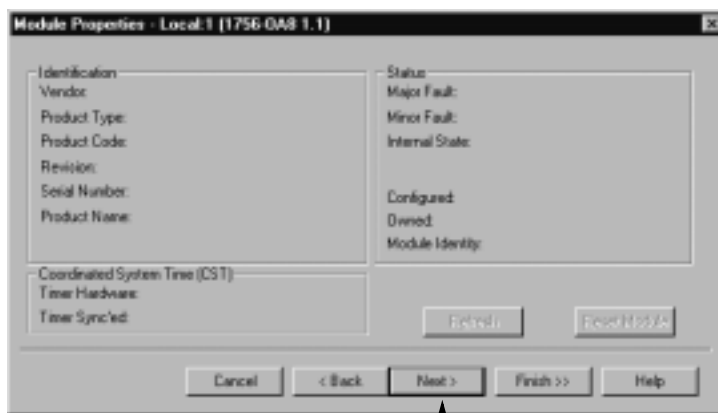 Module Properties - Local:1 (1756-OA8 1.1)
Identification
Vendor:
Product Type:
Product Code:
Revision:
Serial Number:
Product Name:
Status
Major Fault:
Minor Fault:
Internal State:
Configured:
Owned:
Module Identity:
Coordinated System Time (CST)
Timer Hardware:
Timer Sync'ed:
Refresh
Reset Module
Cancel
< Back
Next >
Finish >>
Help